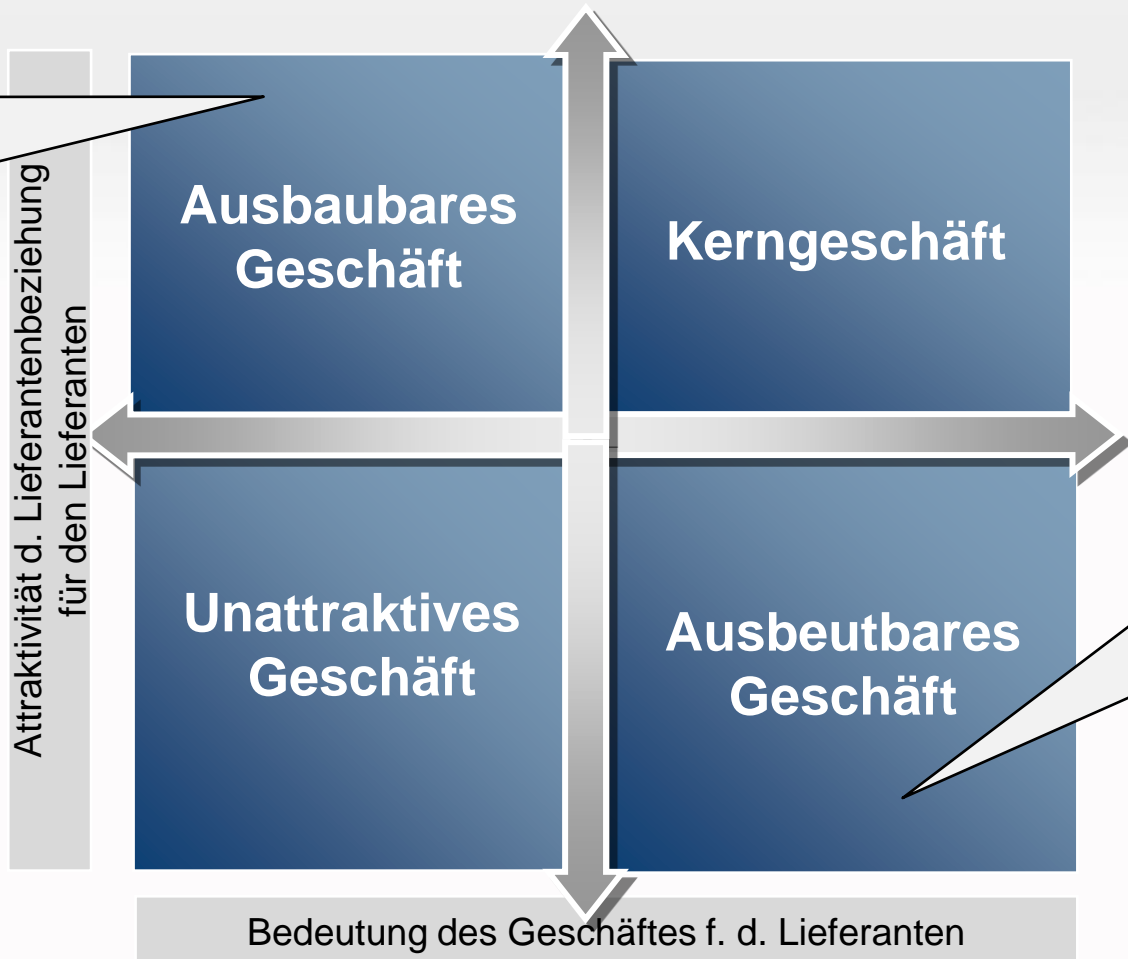 Attraktivität d. Lieferantenbeziehung
für den Lieferanten
Ausbaubares
Geschäft
Kerngeschäft
Unattraktives
Geschäft
Ausbeutbares
Geschäft
Bedeutung des Geschäftes f. d. Lieferanten